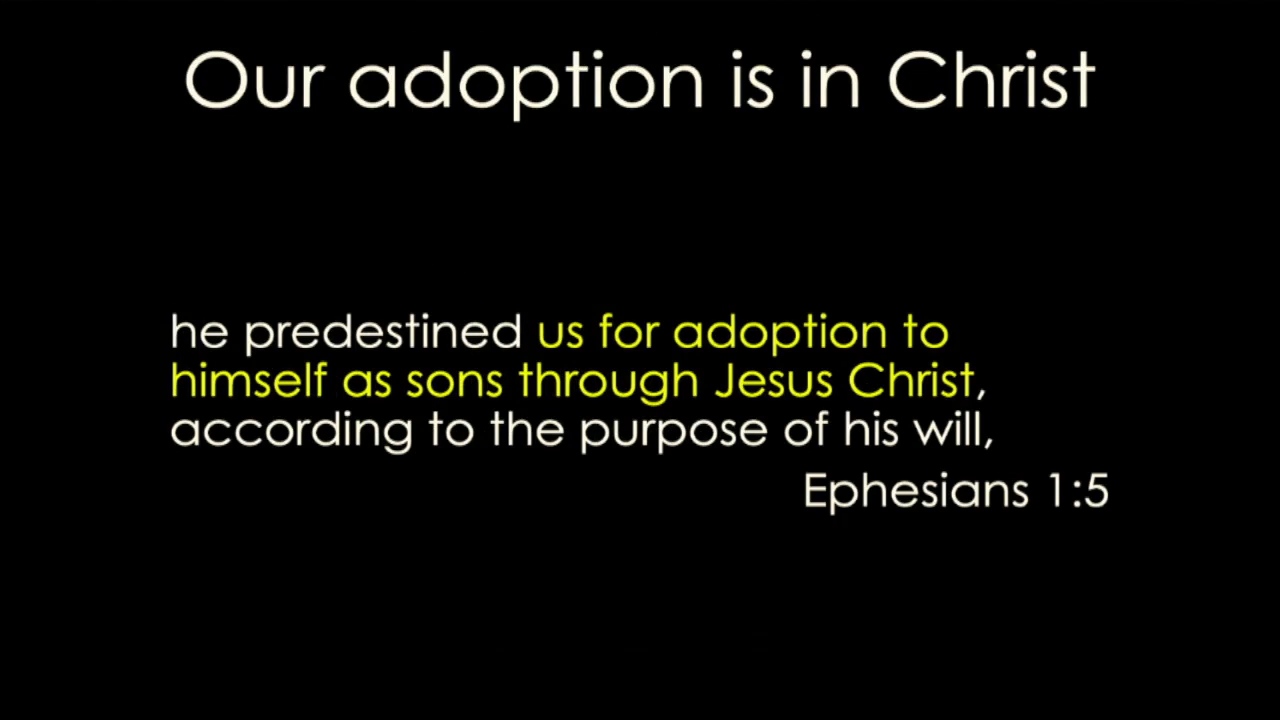 Our adoption is in Christ
he predestined us for adoption to
himself as sons through Jesus Christ,
according to the purpose of his will,
Ephesians 1:5